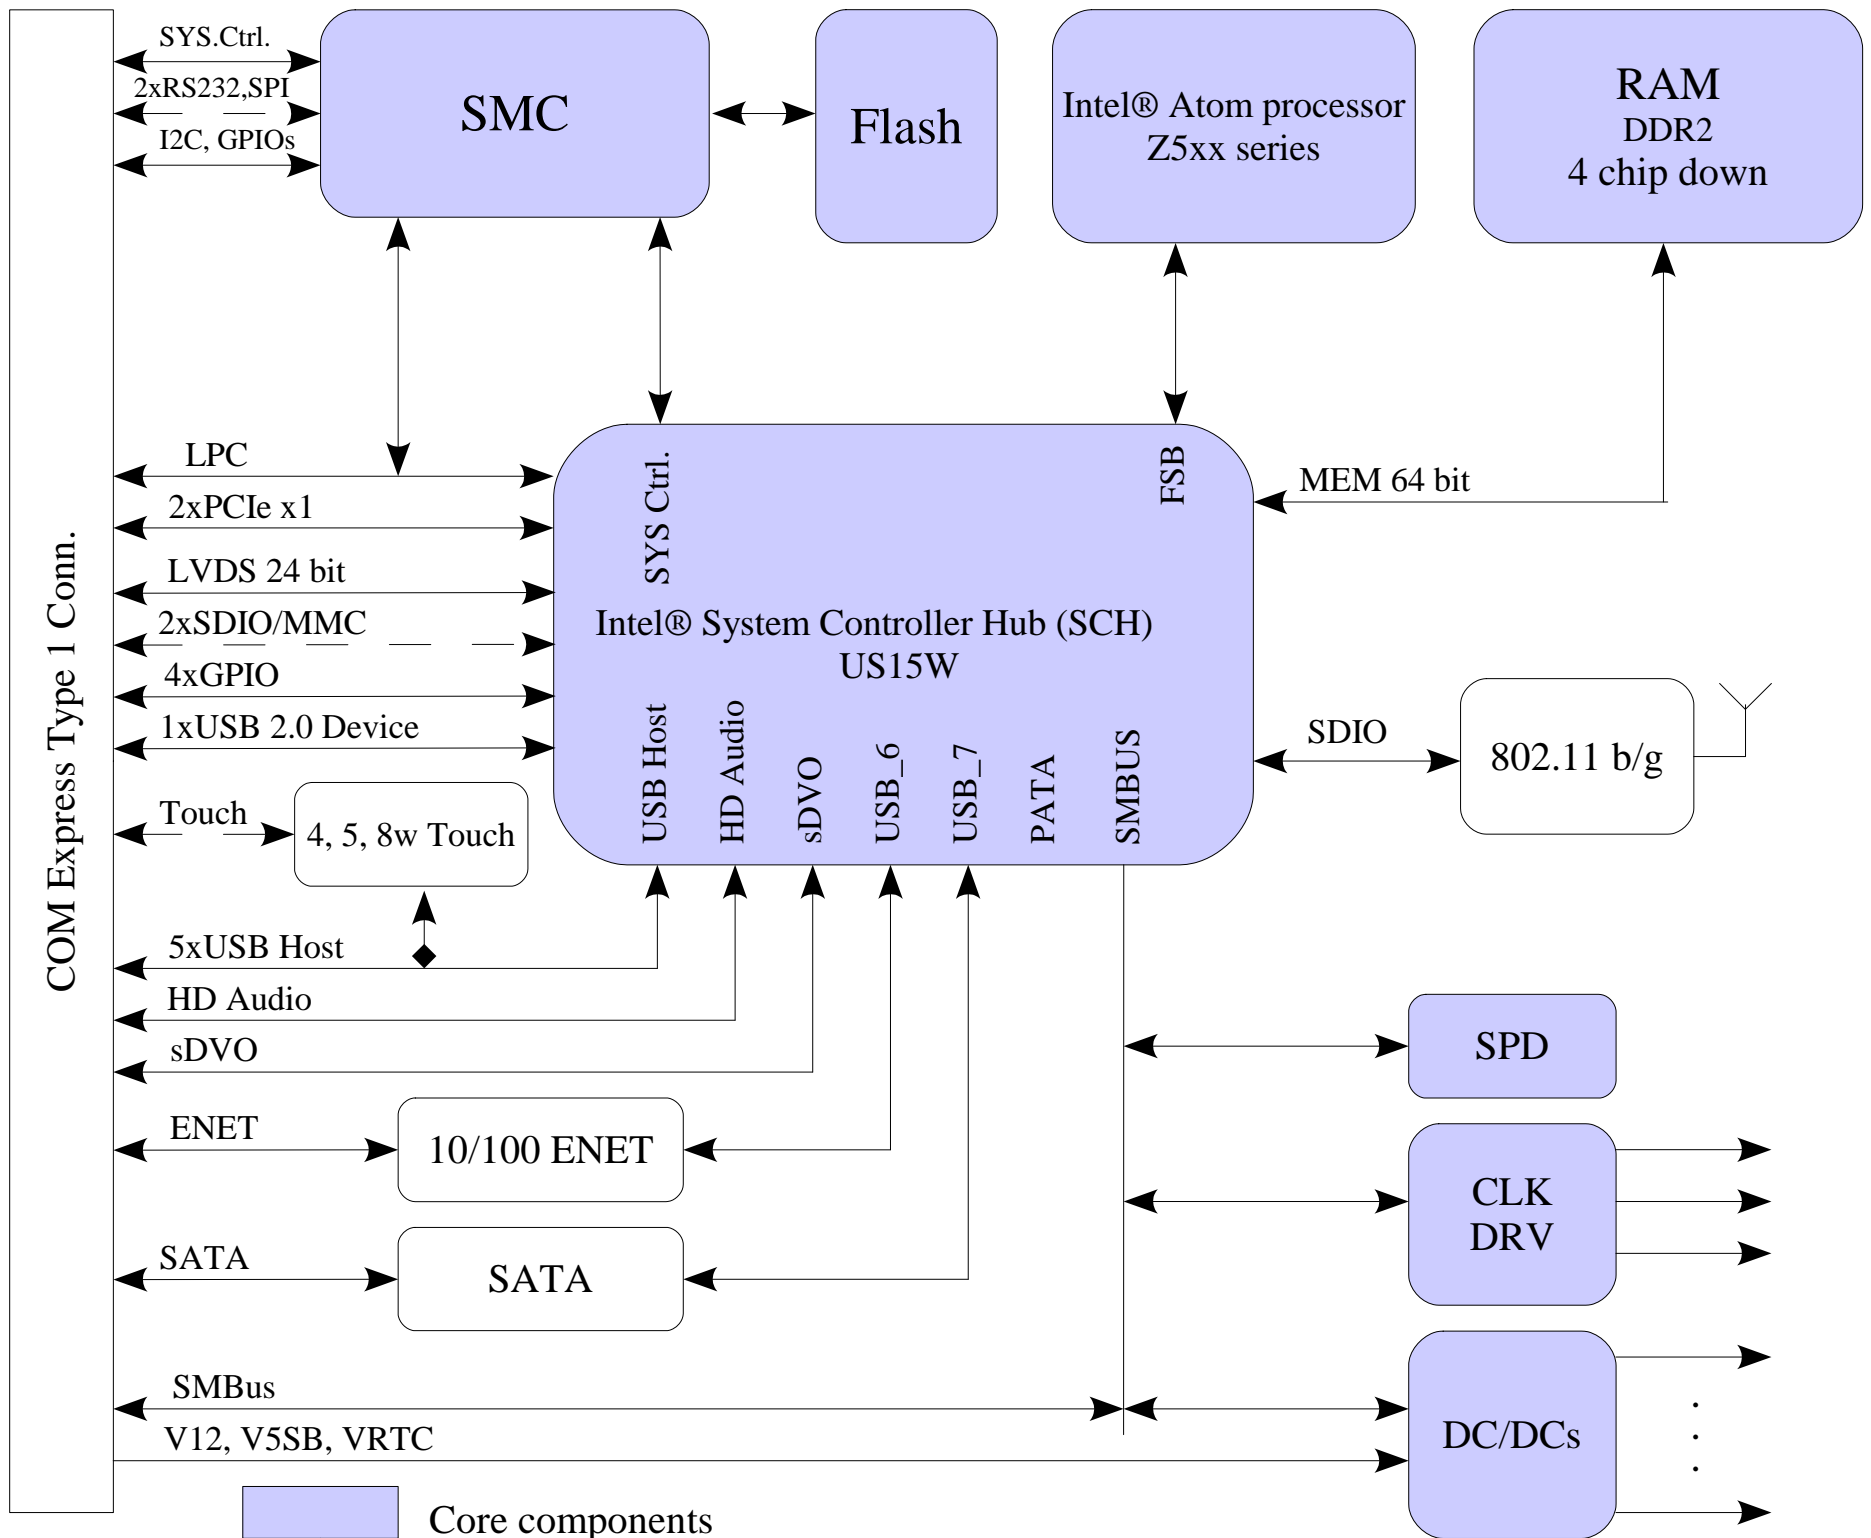 SYS.Ctrl.
2xRS232,SPI
I2C, GPIOs
SMC
Flash
Intel® Atom processor
Z5xx series
RAM
DDR2
4 chip down
COM Express Type 1 Conn.
LPC
2xPCIe x1
LVDS 24 bit
2xSDIO/MMC
4xGPIO
1xUSB 2.0 Device
SYS Ctrl.
FSB
MEM 64 bit
Intel® System Controller Hub (SCH)
US15W
USB Host
HD Audio
sDVO
USB_6
USB_7
PATA
SMBUS
SDIO
802.11 b/g
Touch
4, 5, 8w Touch
5xUSB Host
HD Audio
sDVO
ENET
10/100 ENET
SATA
SATA
SPD
CLK
DRV
SMBus
V12, V5SB, VRTC
DC/DCs
Core components